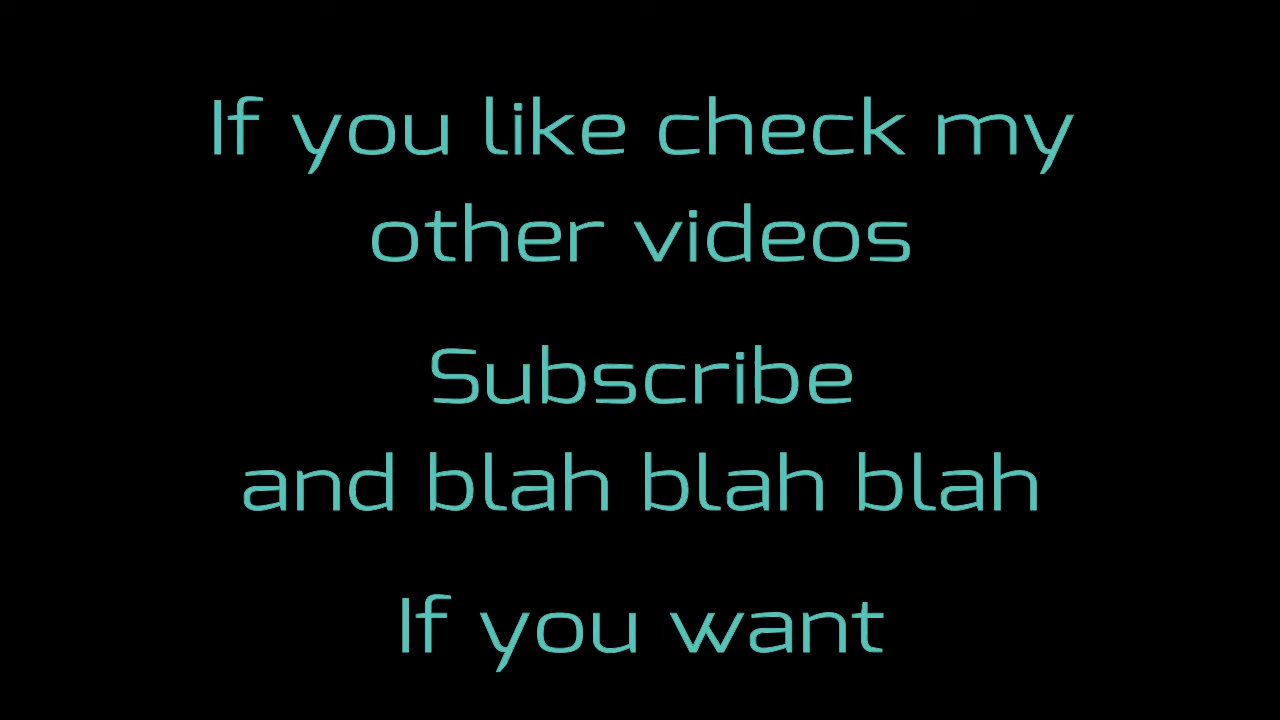 If you like check my
other videos
Subscribe
and blah blah blah
If you want